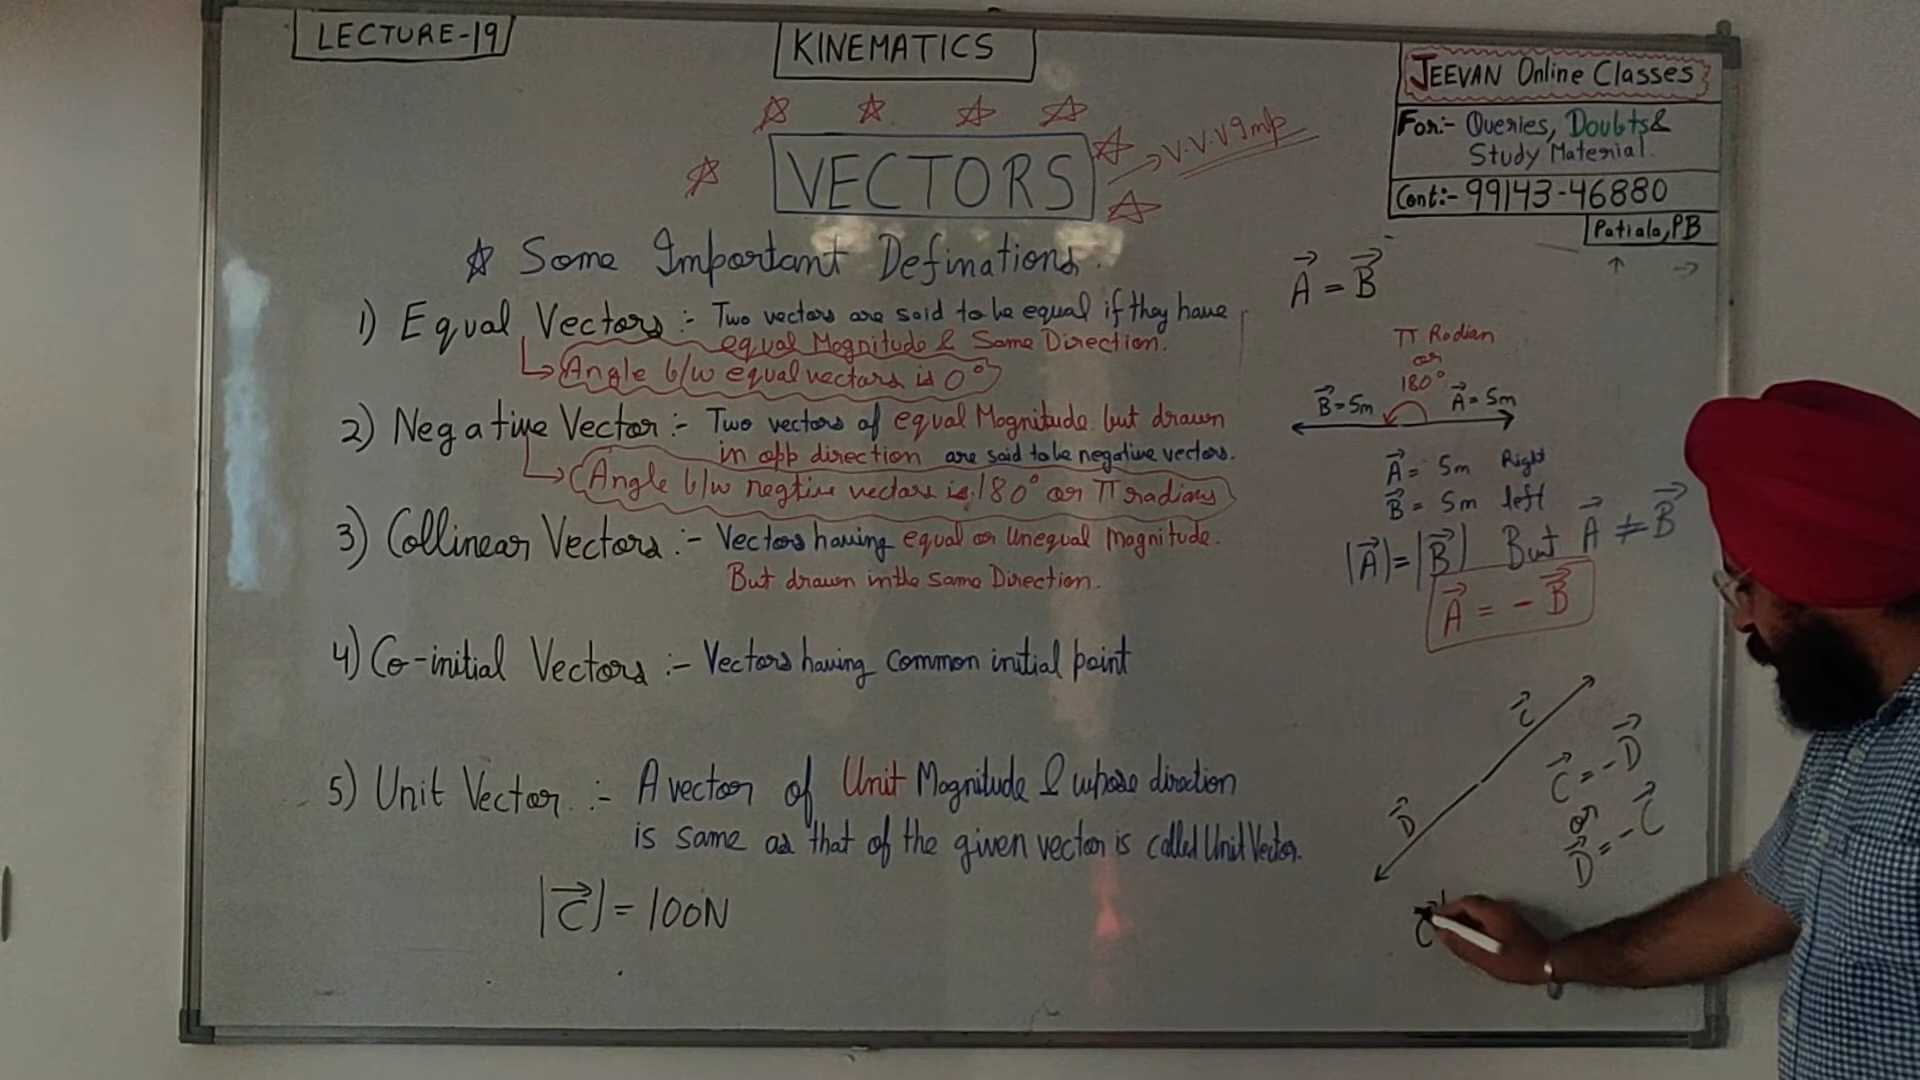 LECTURE-19
KINEMATICS
JEEVAN Online Classes
For:- Queries, Doubts &
Study Material.
Cont:- 99143-46880
Patiala, PB
VECTORS
V.V.V Imp
Some Important Definations.
1) Equal Vectors :- Two vectors are said to be equal if they have
equal Magnitude & Same Direction.
Angle b/w equal vectors is 0°
2) Negative Vector :- Two vectors of equal Magnitude but drawn
in opp direction are said to be negative vectors.
Angle b/w negtive vectors is 180° or π radians
3) Collinear Vectors :- Vectors having equal or Unequal Magnitude.
But drawn in the same Direction.
4) Co-initial Vectors :- Vectors having common initial point
5) Unit Vector :- A vector of Unit Magnitude & whose direction
is same as that of the given vector is called Unit Vector.
|C⃗| = 100N
A⃗ = B⃗
π Radian
or
180°
B⃗ = 5m A⃗ = 5m
A⃗ = 5m Right
B⃗ = 5m left
|A⃗| = |B⃗| But A⃗ ≠ B⃗
A⃗ = - B⃗
C⃗
D⃗
C⃗ = - D⃗
or
D⃗ = - C⃗